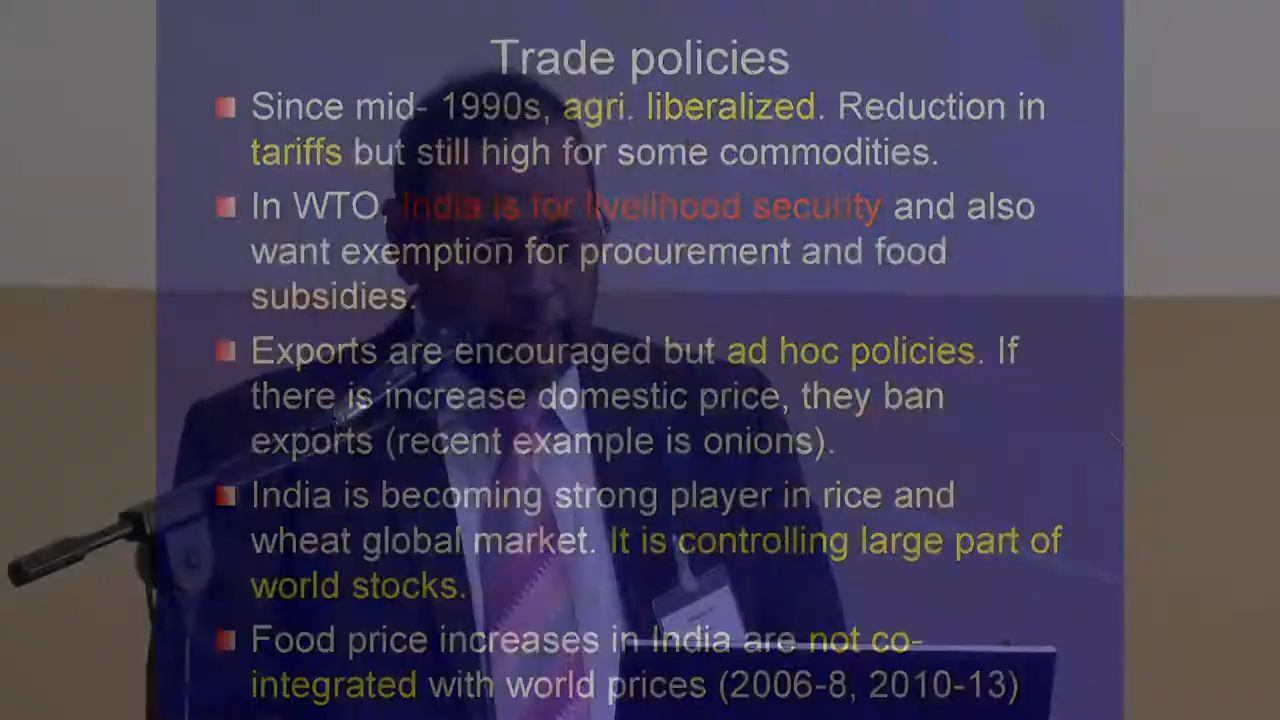 Trade policies
Since mid- 1990s, agri. liberalized. Reduction in
tariffs but still high for some commodities.
In WTO, India is for livelihood security and also
want exemption for procurement and food
subsidies.
Exports are encouraged but ad hoc policies. If
there is increase domestic price, they ban
exports (recent example is onions).
India is becoming strong player in rice and
wheat global market. It is controlling large part of
world stocks.
Food price increases in India are not co-
integrated with world prices (2006-8, 2010-13)